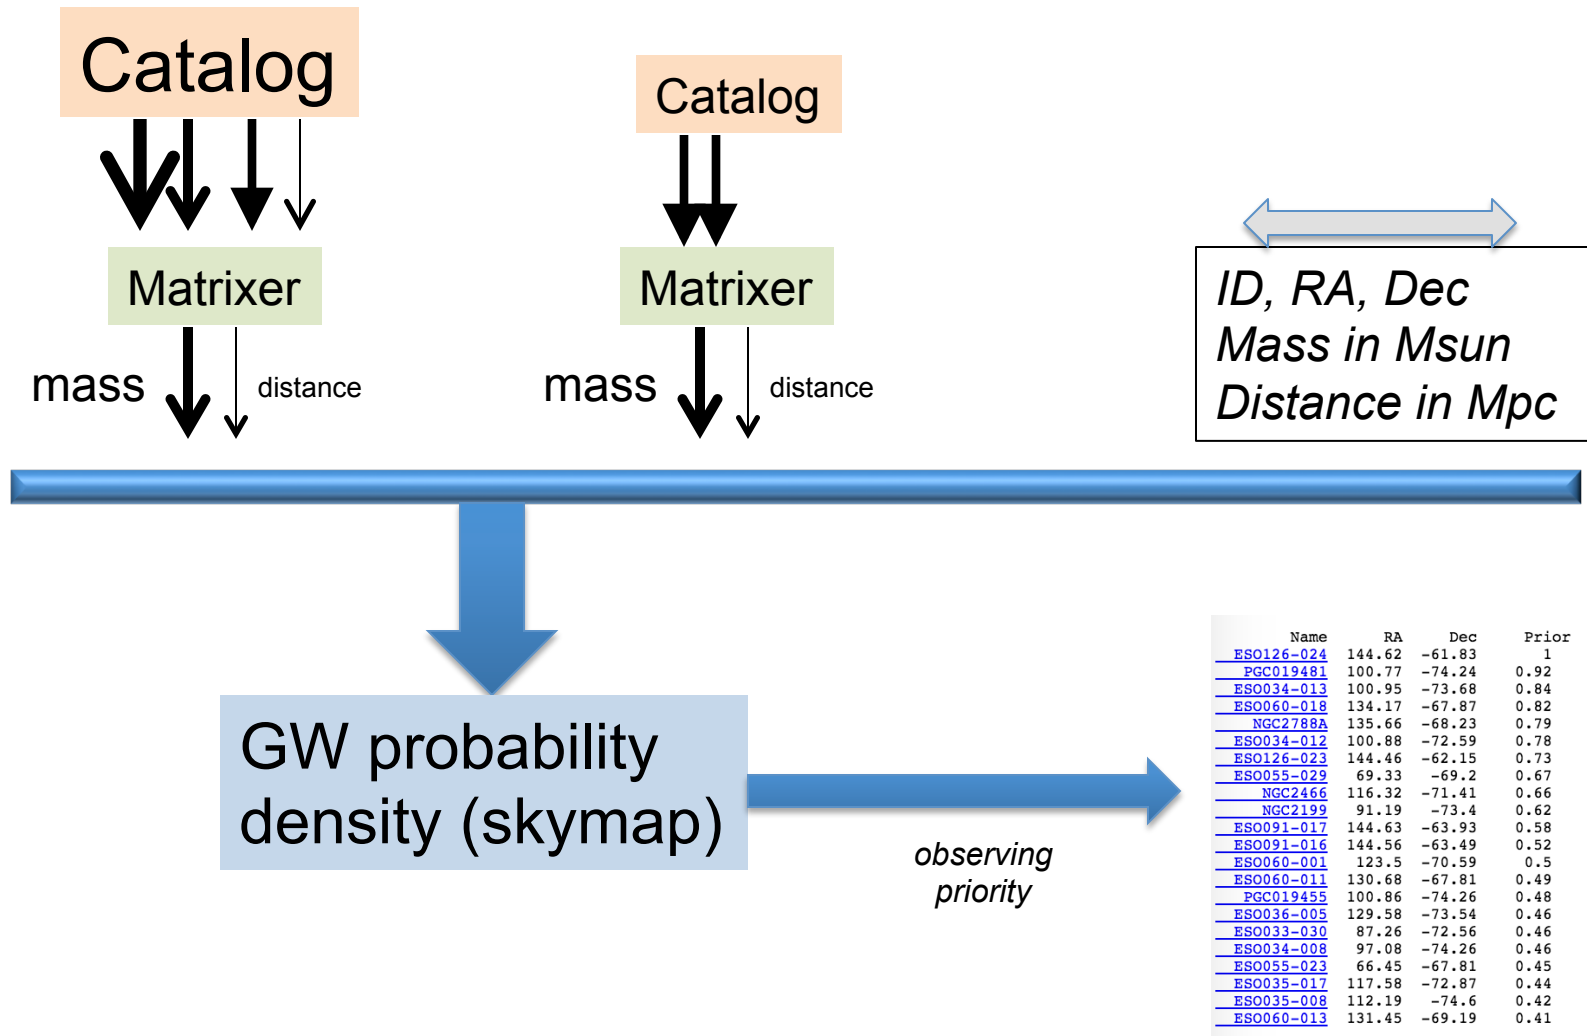 Catalog
Catalog
Matrixer
Matrixer
ID, RA, Dec
Mass in Msun
Distance in Mpc
mass distance
mass distance
GW probability
density (skymap)
observing
priority
Name RA Dec Prior
ESO126-024 144.62 -61.83 1
PGC019481 100.77 -74.24 0.92
ESO034-013 100.95 -73.68 0.84
ESO060-018 134.17 -67.87 0.82
NGC2788A 135.66 -68.23 0.79
ESO034-012 100.88 -72.59 0.78
ESO126-023 144.46 -62.15 0.73
ESO055-029 69.33 -69.2 0.67
NGC2466 116.32 -71.41 0.66
NGC2199 91.19 -73.4 0.62
ESO091-017 144.63 -63.93 0.58
ESO091-016 144.56 -63.49 0.52
ESO060-001 123.5 -70.59 0.5
ESO060-011 130.68 -67.81 0.49
PGC019455 100.86 -74.26 0.48
ESO036-005 129.58 -73.54 0.46
ESO033-030 87.26 -72.56 0.46
ESO034-008 97.08 -74.26 0.46
ESO055-023 66.45 -67.81 0.45
ESO035-017 117.58 -72.87 0.44
ESO035-008 112.19 -74.6 0.42
ESO060-013 131.45 -69.19 0.41